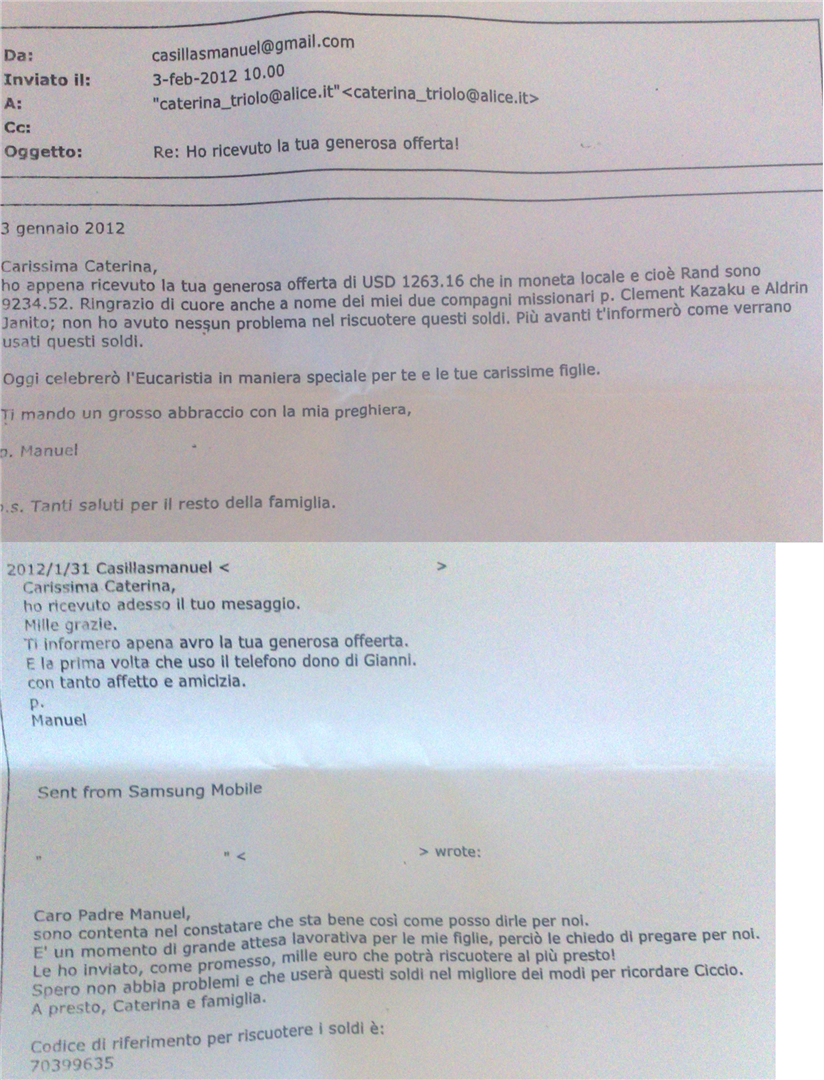 Da: casillasmanuel@gmail.com
Inviato il: 3-feb-2012 10.00
A: "caterina_triolo@alice.it"<caterina_triolo@alice.it>
Cc:
Oggetto: Re: Ho ricevuto la tua generosa offerta!
3 gennaio 2012
Carissima Caterina,
ho appena ricevuto la tua generosa offerta di USD 1263.16 che in moneta locale e cioè Rand sono
9234.52. Ringrazio di cuore anche a nome dei miei due compagni missionari p. Clement Kazaku e Aldrin
Janito; non ho avuto nessun problema nel riscuotere questi soldi. Più avanti t'informerò come verrano
usati questi soldi.
Oggi celebrerò l'Eucaristia in maniera speciale per te e le tue carissime figlie.
Ti mando un grosso abbraccio con la mia preghiera,
p. Manuel
p.s. Tanti saluti per il resto della famiglia.
2012/1/31 Casillasmanuel < >
Carissima Caterina,
ho ricevuto adesso il tuo mesaggio.
Mille grazie.
Ti informero apena avro la tua generosa offeerta.
E la prima volta che uso il telefono dono di Gianni.
con tanto affetto e amicizia.
p.
Manuel
Sent from Samsung Mobile
" " < > wrote:
Caro Padre Manuel,
sono contenta nel constatare che sta bene così come posso dirle per noi.
E' un momento di grande attesa lavorativa per le mie figlie, perciò le chiedo di pregare per noi.
Le ho inviato, come promesso, mille euro che potrà riscuotere al più presto!
Spero non abbia problemi e che userà questi soldi nel migliore dei modi per ricordare Ciccio.
A presto, Caterina e famiglia.
Codice di riferimento per riscuotere i soldi è:
70399635